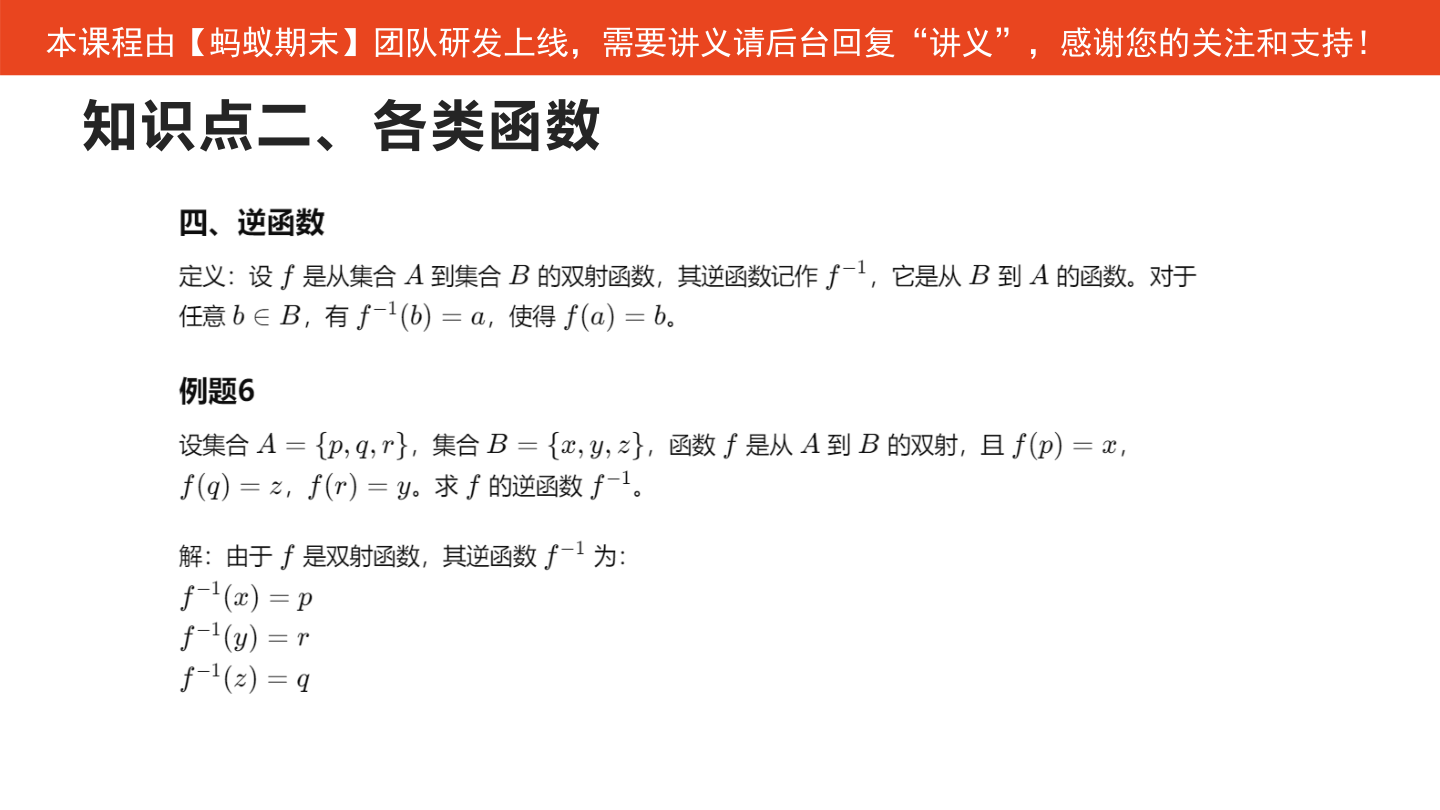 本课程由【蚂蚁期末】团队研发上线，需要讲义请后台回复“讲义”，感谢您的关注和支持！
知识点二、各类函数
四、逆函数
定义：设 f 是从集合 A 到集合 B 的双射函数，其逆函数记作 f⁻¹，它是从 B 到 A 的函数。对于
任意 b ∈ B，有 f⁻¹(b) = a，使得 f(a) = b。
例题6
设集合 A = {p, q, r}，集合 B = {x, y, z}，函数 f 是从 A 到 B 的双射，且 f(p) = x，
f(q) = z，f(r) = y。求 f 的逆函数 f⁻¹。
解：由于 f 是双射函数，其逆函数 f⁻¹ 为：
f⁻¹(x) = p
f⁻¹(y) = r
f⁻¹(z) = q